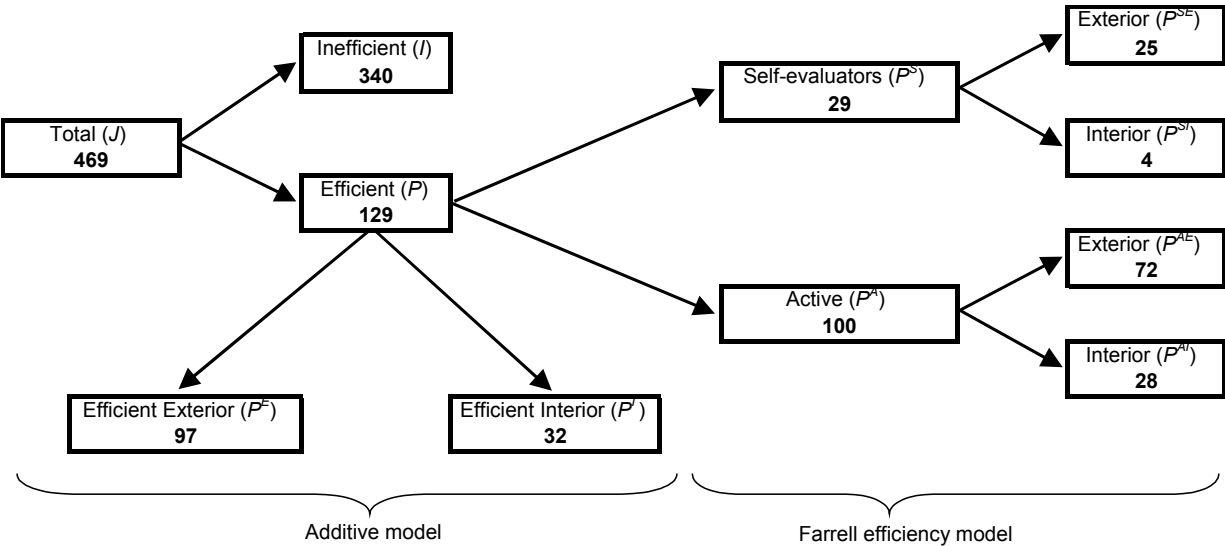 Total (J)
469
Inefficient (I)
340
Efficient (P)
129
Efficient Exterior (P^E)
97
Efficient Interior (P^I)
32
Self-evaluators (P^S)
29
Active (P^A)
100
Exterior (P^SE)
25
Interior (P^SI)
4
Exterior (P^AE)
72
Interior (P^AI)
28
Additive model
Farrell efficiency model